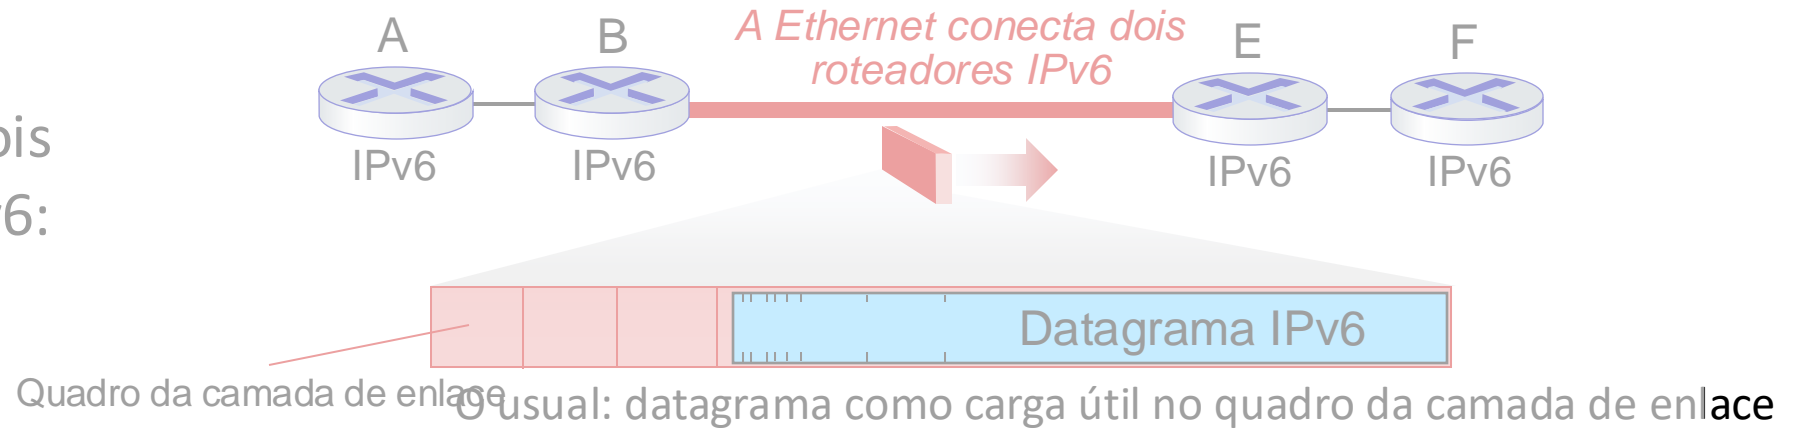 A
B
A Ethernet conecta dois
roteadores IPv6
E
F
IPv6
IPv6
IPv6
IPv6
ois
6:
Datagrama IPv6
Quadro da camada de enlace
O usual: datagrama como carga útil no quadro da camada de enlace